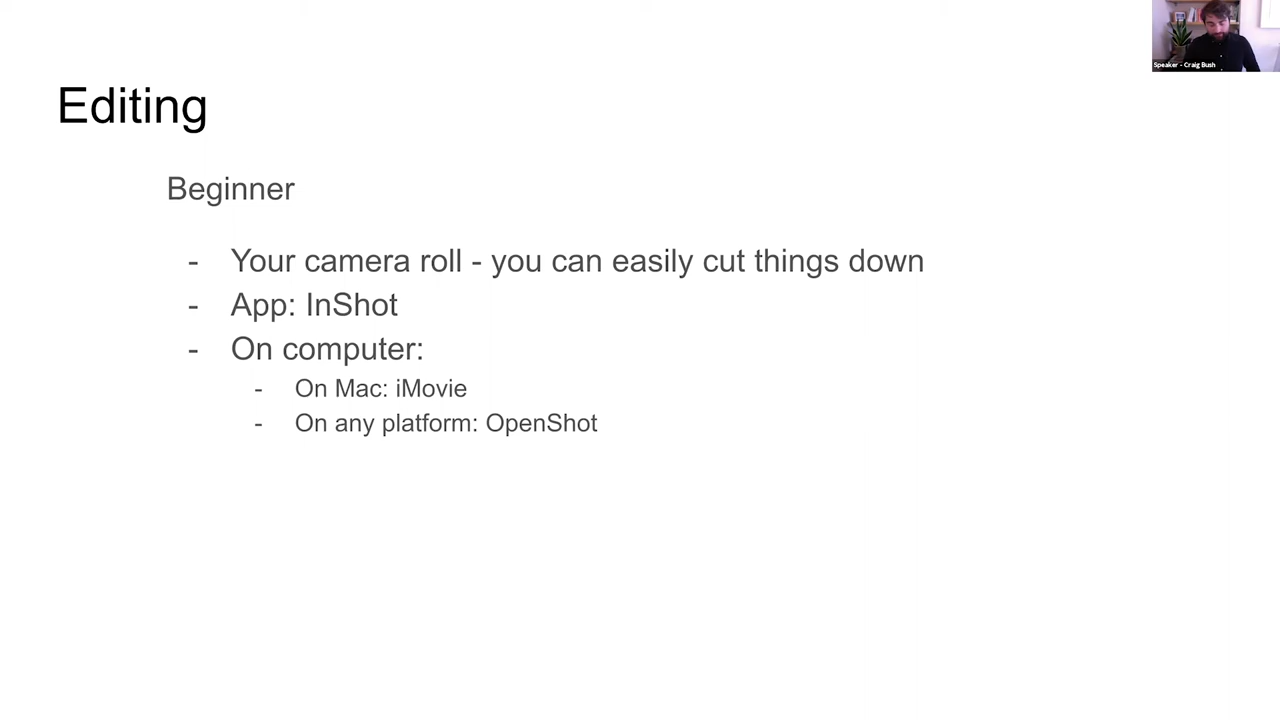 Speaker - Craig Bush
Editing
Beginner
- Your camera roll - you can easily cut things down
- App: InShot
- On computer:
- On Mac: iMovie
- On any platform: OpenShot